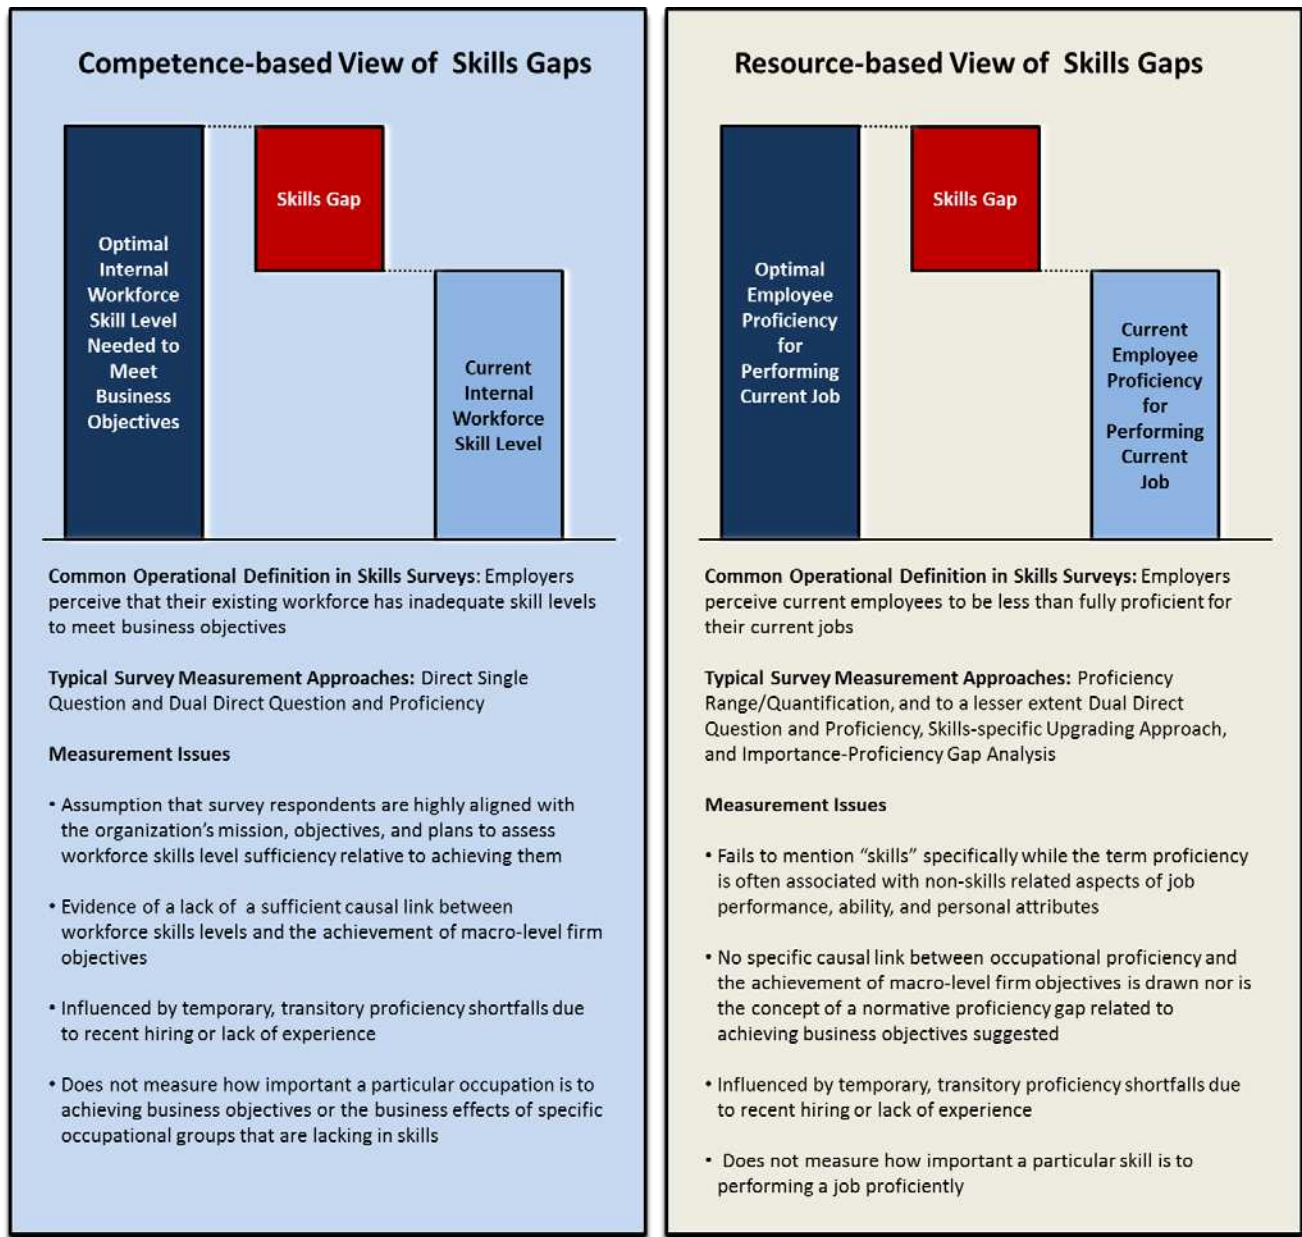 Competence-based View of Skills Gaps
Optimal
Internal
Workforce
Skill Level
Needed to
Meet
Business
Objectives
Skills Gap
Current
Internal
Workforce
Skill Level
Common Operational Definition in Skills Surveys: Employers
perceive that their existing workforce has inadequate skill levels
to meet business objectives
Typical Survey Measurement Approaches: Direct Single
Question and Dual Direct Question and Proficiency
Measurement Issues
• Assumption that survey respondents are highly aligned with
the organization's mission, objectives, and plans to assess
workforce skills level sufficiency relative to achieving them
• Evidence of a lack of a sufficient causal link between
workforce skills levels and the achievement of macro-level firm
objectives
• Influenced by temporary, transitory proficiency shortfalls due
to recent hiring or lack of experience
• Does not measure how important a particular occupation is to
achieving business objectives or the business effects of specific
occupational groups that are lacking in skills
Resource-based View of Skills Gaps
Optimal
Employee
Proficiency
for
Performing
Current Job
Skills Gap
Current
Employee
Proficiency
for
Performing
Current
Job
Common Operational Definition in Skills Surveys: Employers
perceive current employees to be less than fully proficient for
their current jobs
Typical Survey Measurement Approaches: Proficiency
Range/Quantification, and to a lesser extent Dual Direct
Question and Proficiency, Skills-specific Upgrading Approach,
and Importance-Proficiency Gap Analysis
Measurement Issues
• Fails to mention “skills” specifically while the term proficiency
is often associated with non-skills related aspects of job
performance, ability, and personal attributes
• No specific causal link between occupational proficiency and
the achievement of macro-level firm objectives is drawn nor is
the concept of a normative proficiency gap related to
achieving business objectives suggested
• Influenced by temporary, transitory proficiency shortfalls due
to recent hiring or lack of experience
• Does not measure how important a particular skill is to
performing a job proficiently